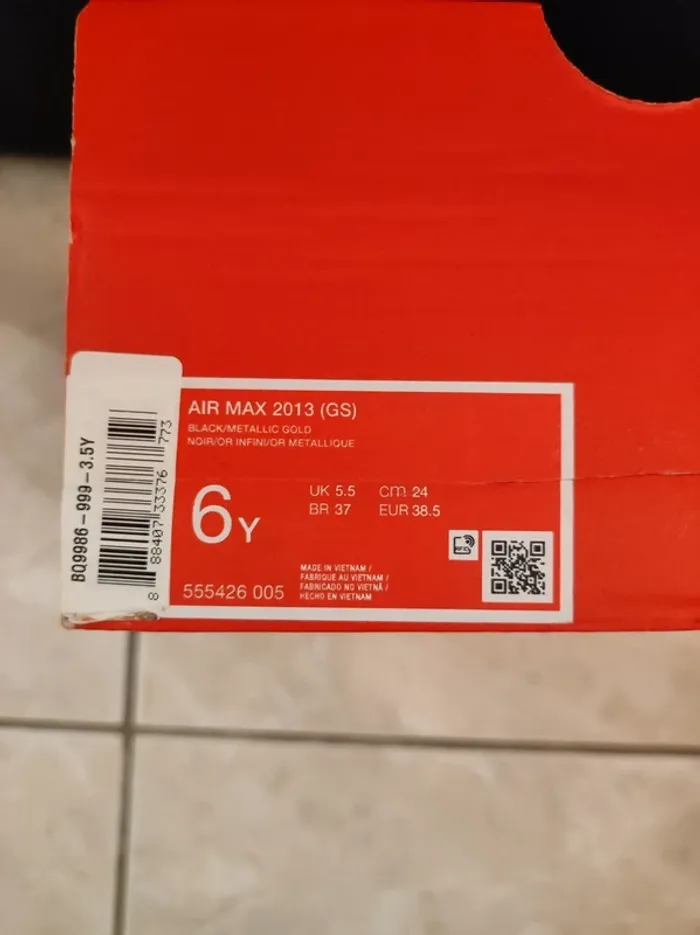 AIR MAX 2013 (GS)
BLACK/METALLIC GOLD
NOIR/OR INFINI/OR METALLIQUE
6Y
UK 5.5 cm 24
BR 37 EUR 38.5
555426 005
MADE IN VIETNAM /
FABRIQUE AU VIETNAM /
FABRICADO NO VIETNÃ /
HECHO EN VIETNAM
BQ9986-999-3.5Y
8 88407 33376 773